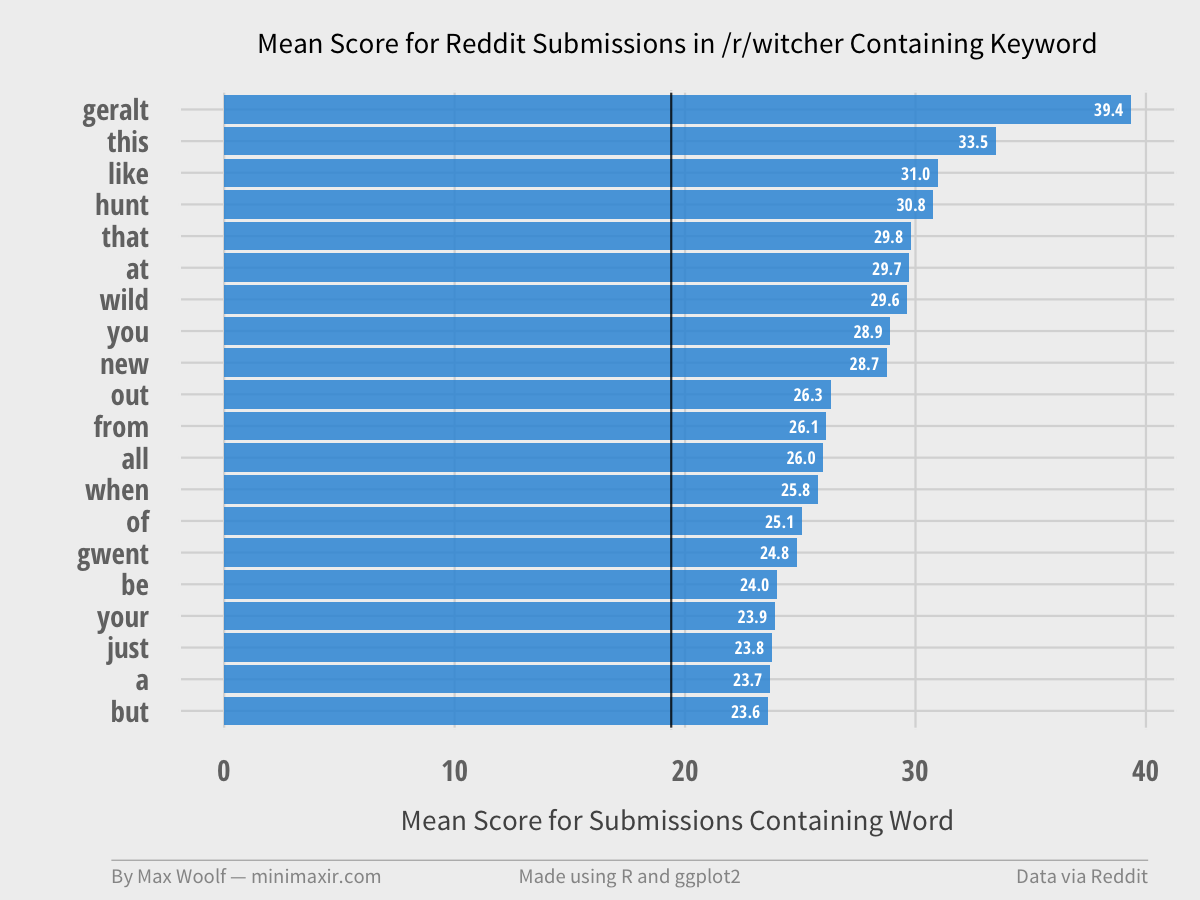 Mean Score for Reddit Submissions in /r/witcher Containing Keyword
geralt 39.4
this 33.5
like 31.0
hunt 30.8
that 29.8
at 29.7
wild 29.6
you 28.9
new 28.7
out 26.3
from 26.1
all 26.0
when 25.8
of 25.1
gwent 24.8
be 24.0
your 23.9
just 23.8
a 23.7
but 23.6
0 10 20 30 40
Mean Score for Submissions Containing Word
By Max Woolf — minimaxir.com Made using R and ggplot2 Data via Reddit